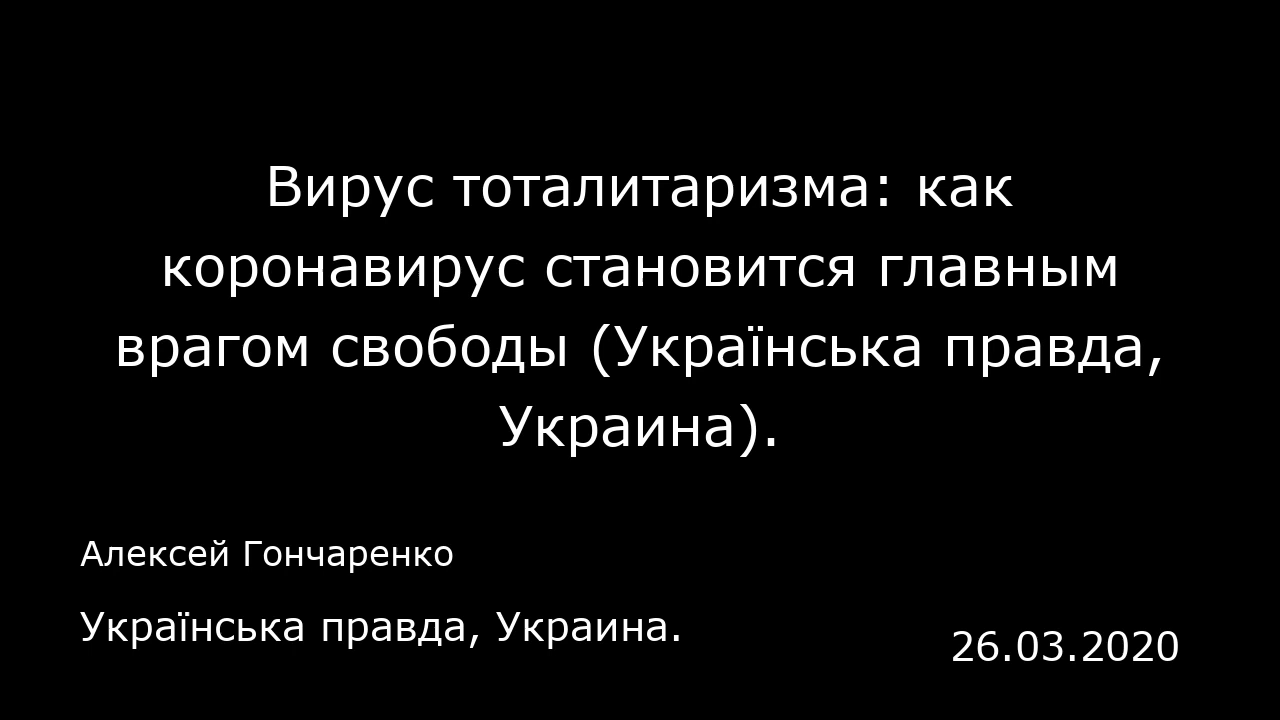 Вирус тоталитаризма: как
коронавирус становится главным
врагом свободы (Українська правда,
Украина).
Алексей Гончаренко
Українська правда, Украина.
26.03.2020